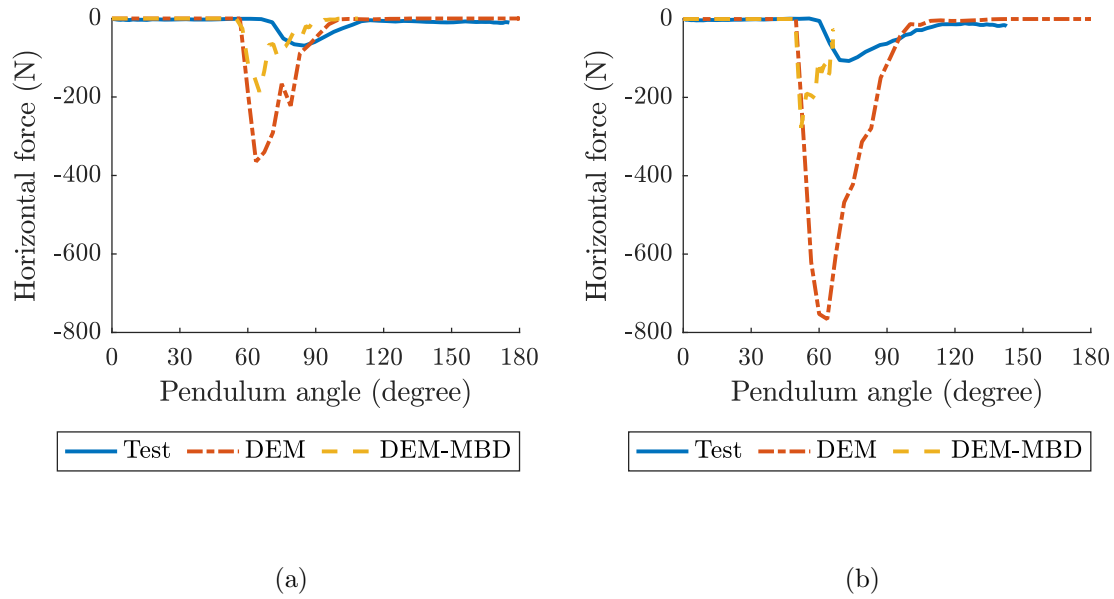 0
-200
-400
-600
-800
Horizontal force (N)
0 30 60 90 120 150 180
Pendulum angle (degree)
Test DEM DEM-MBD
(a)
0
-200
-400
-600
-800
Horizontal force (N)
0 30 60 90 120 150 180
Pendulum angle (degree)
Test DEM DEM-MBD
(b)